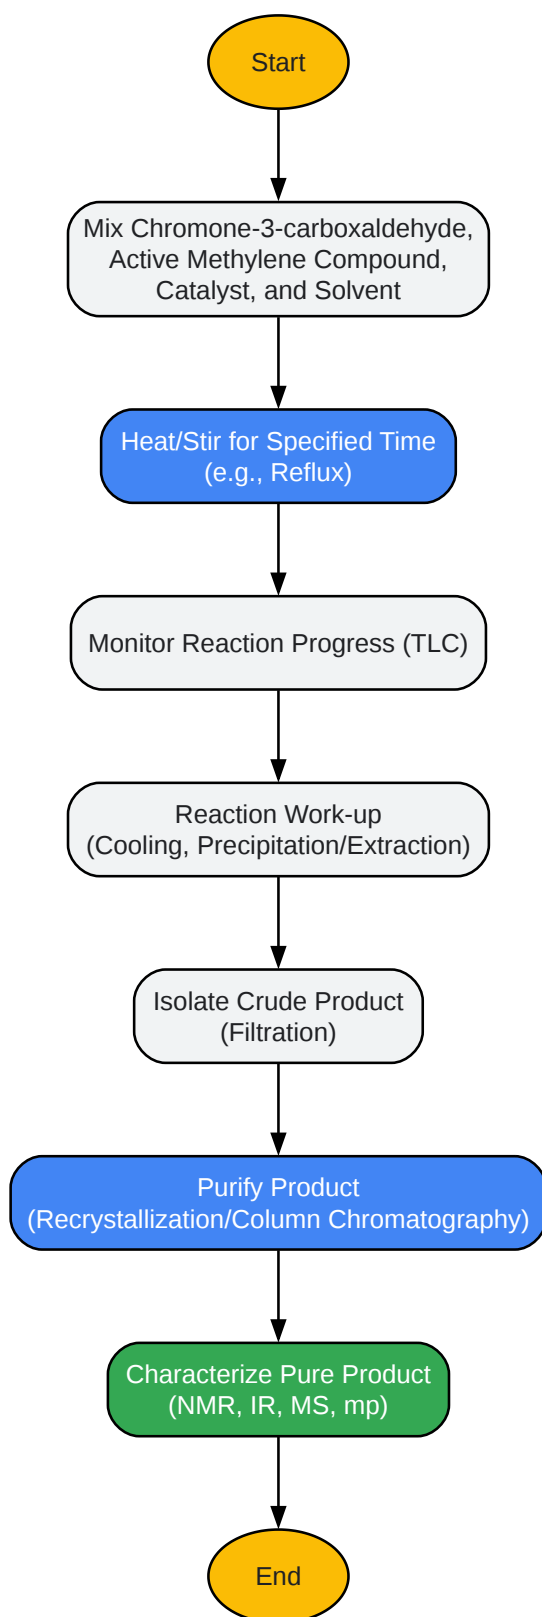 Start
Mix Chromone-3-carboxaldehyde,
Active Methylene Compound,
Catalyst, and Solvent
Heat/Stir for Specified Time
(e.g., Reflux)
Monitor Reaction Progress (TLC)
Reaction Work-up
(Cooling, Precipitation/Extraction)
Isolate Crude Product
(Filtration)
Purify Product
(Recrystallization/Column Chromatography)
Characterize Pure Product
(NMR, IR, MS, mp)
End